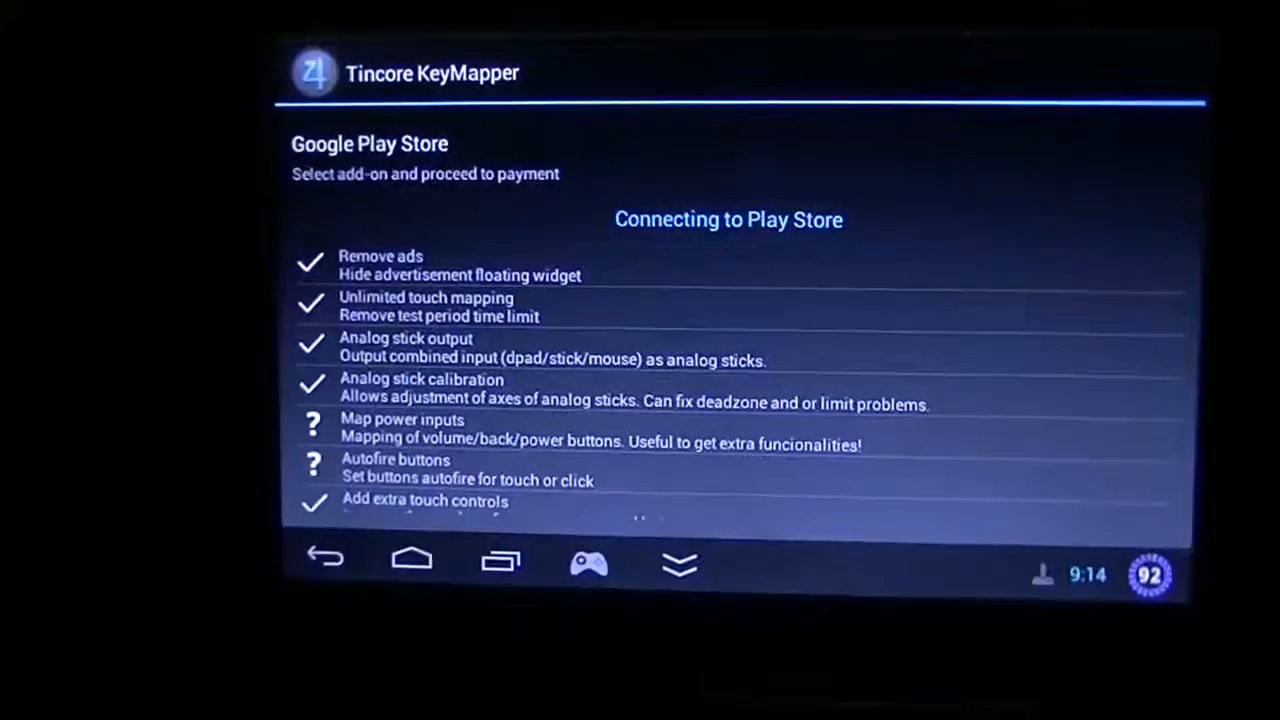 Tincore KeyMapper
Google Play Store
Select add-on and proceed to payment
Connecting to Play Store
Remove ads
Hide advertisement floating widget
Unlimited touch mapping
Remove test period time limit
Analog stick output
Output combined input (dpad/stick/mouse) as analog sticks.
Analog stick calibration
Allows adjustment of axes of analog sticks. Can fix deadzone and or limit problems.
? Map power inputs
Mapping of volume/back/power buttons. Useful to get extra funcionalities!
? Autofire buttons
Set buttons autofire for touch or click
Add extra touch controls
9:14
92